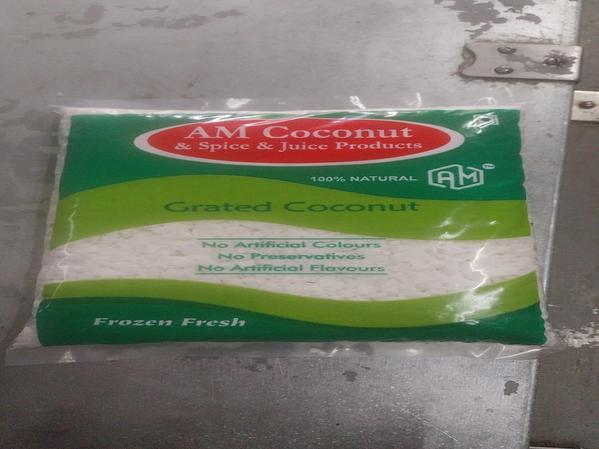 AM Coconut
& Spice & Juice Products
100% NATURAL
AM TM
Grated Coconut
No Artificial Colours
No Preservatives
No Artificial Flavours
Frozen Fresh